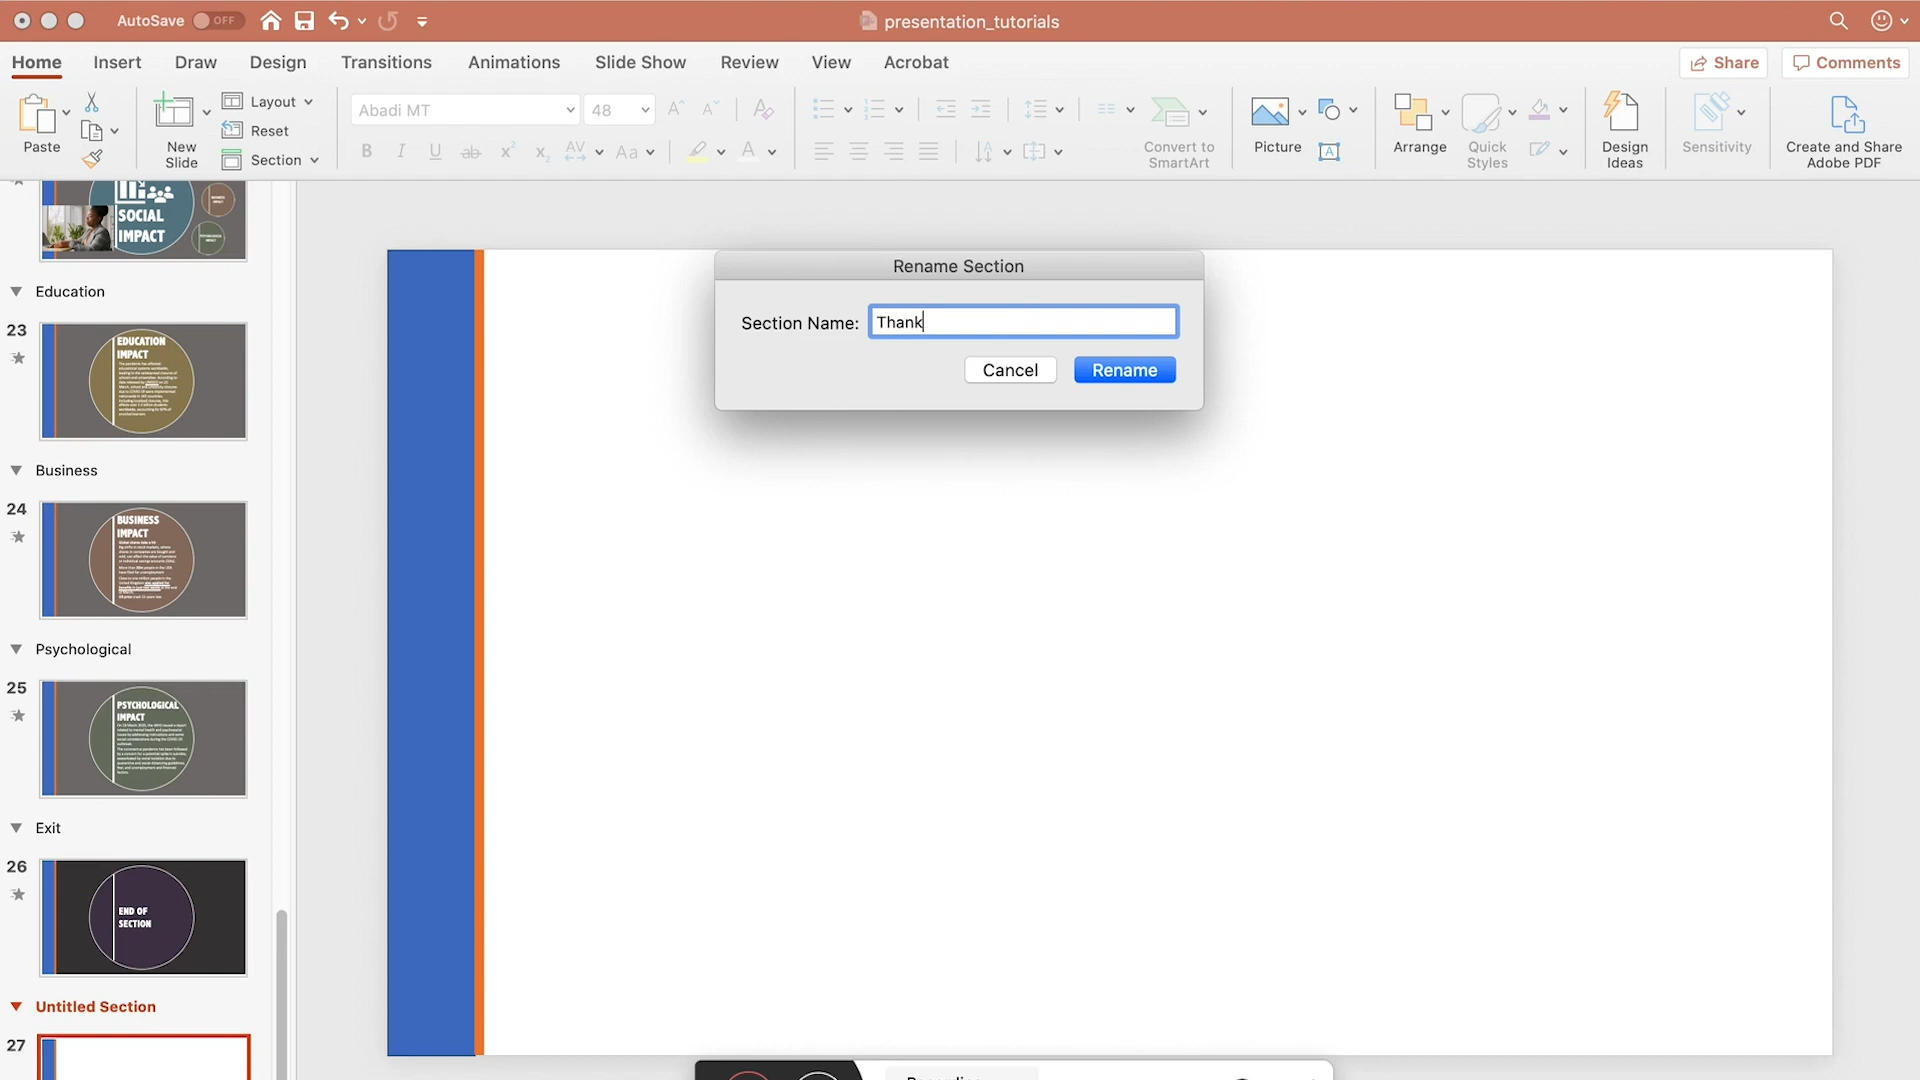 AutoSave OFF presentation_tutorials
Home Insert Draw Design Transitions Animations Slide Show Review View Acrobat Share Comments
Paste
New
Slide
Layout
Reset
Section
Abadi MT 48
Convert to
SmartArt
Picture
Arrange
Quick
Styles
Design
Ideas
Sensitivity
Create and Share
Adobe PDF
SOCIAL
IMPACT
Education
23
EDUCATION
IMPACT
Business
24
BUSINESS
IMPACT
Psychological
25
PSYCHOLOGICAL
IMPACT
Exit
26
END OF
SECTION
Untitled Section
27
Rename Section
Section Name: Thank
Cancel Rename